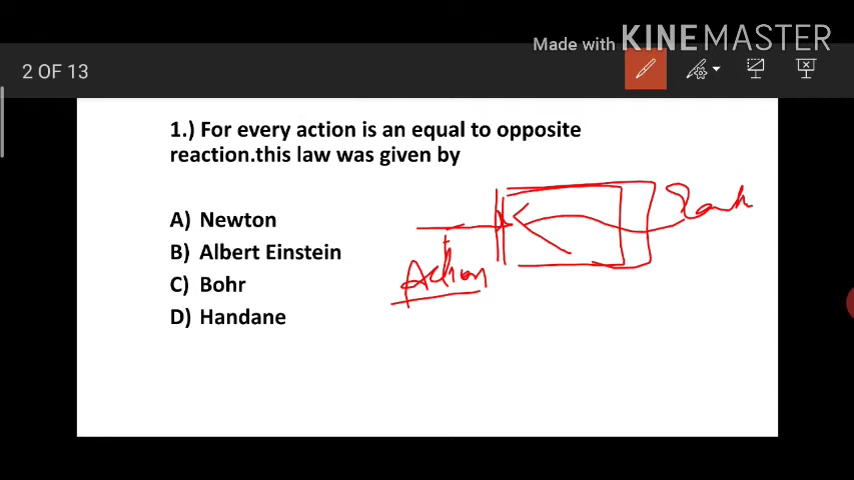 Made with KINEMASTER
2 OF 13
1.) For every action is an equal to opposite
reaction.this law was given by
A) Newton
B) Albert Einstein
C) Bohr
D) Handane
Action